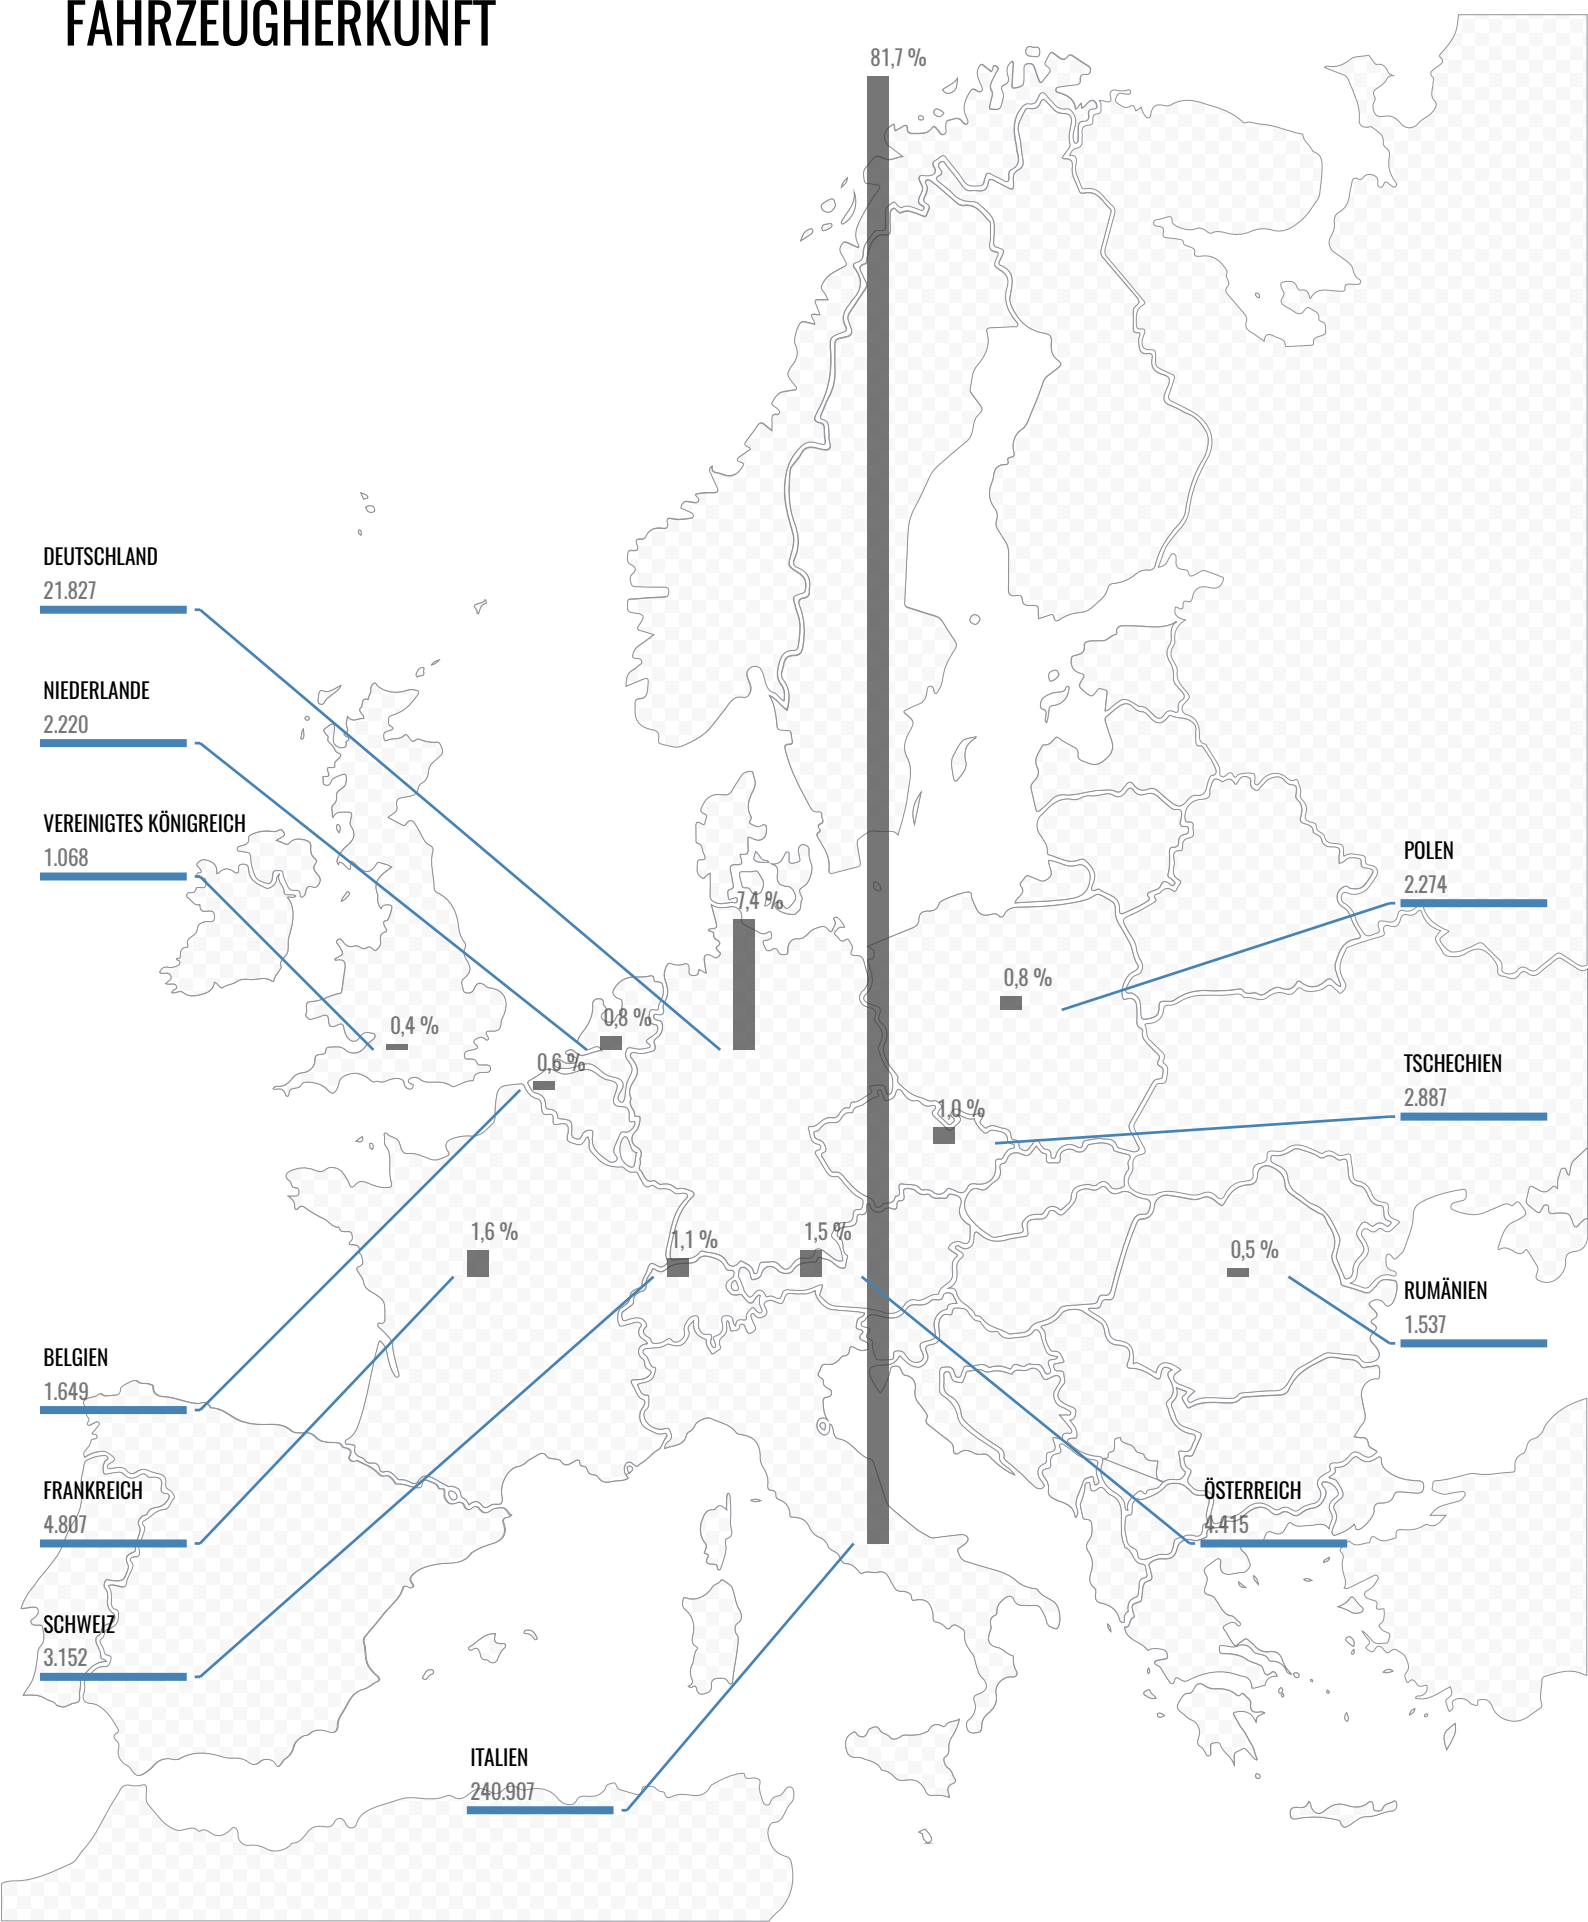 FAHRZEUGHERKUNFT
81,7 %
DEUTSCHLAND
21.827
NIEDERLANDE
2.220
VEREINIGTES KÖNIGREICH
1.068
POLEN
2.274
7,4 %
0,8 %
0,4 %
0,8 %
0,6 %
TSCHECHIEN
2.887
1,0 %
1,6 %
1,1 %
1,5 %
0,5 %
RUMÄNIEN
1.537
BELGIEN
1.649
FRANKREICH
4.807
ÖSTERREICH
4.415
SCHWEIZ
3.152
ITALIEN
240.907